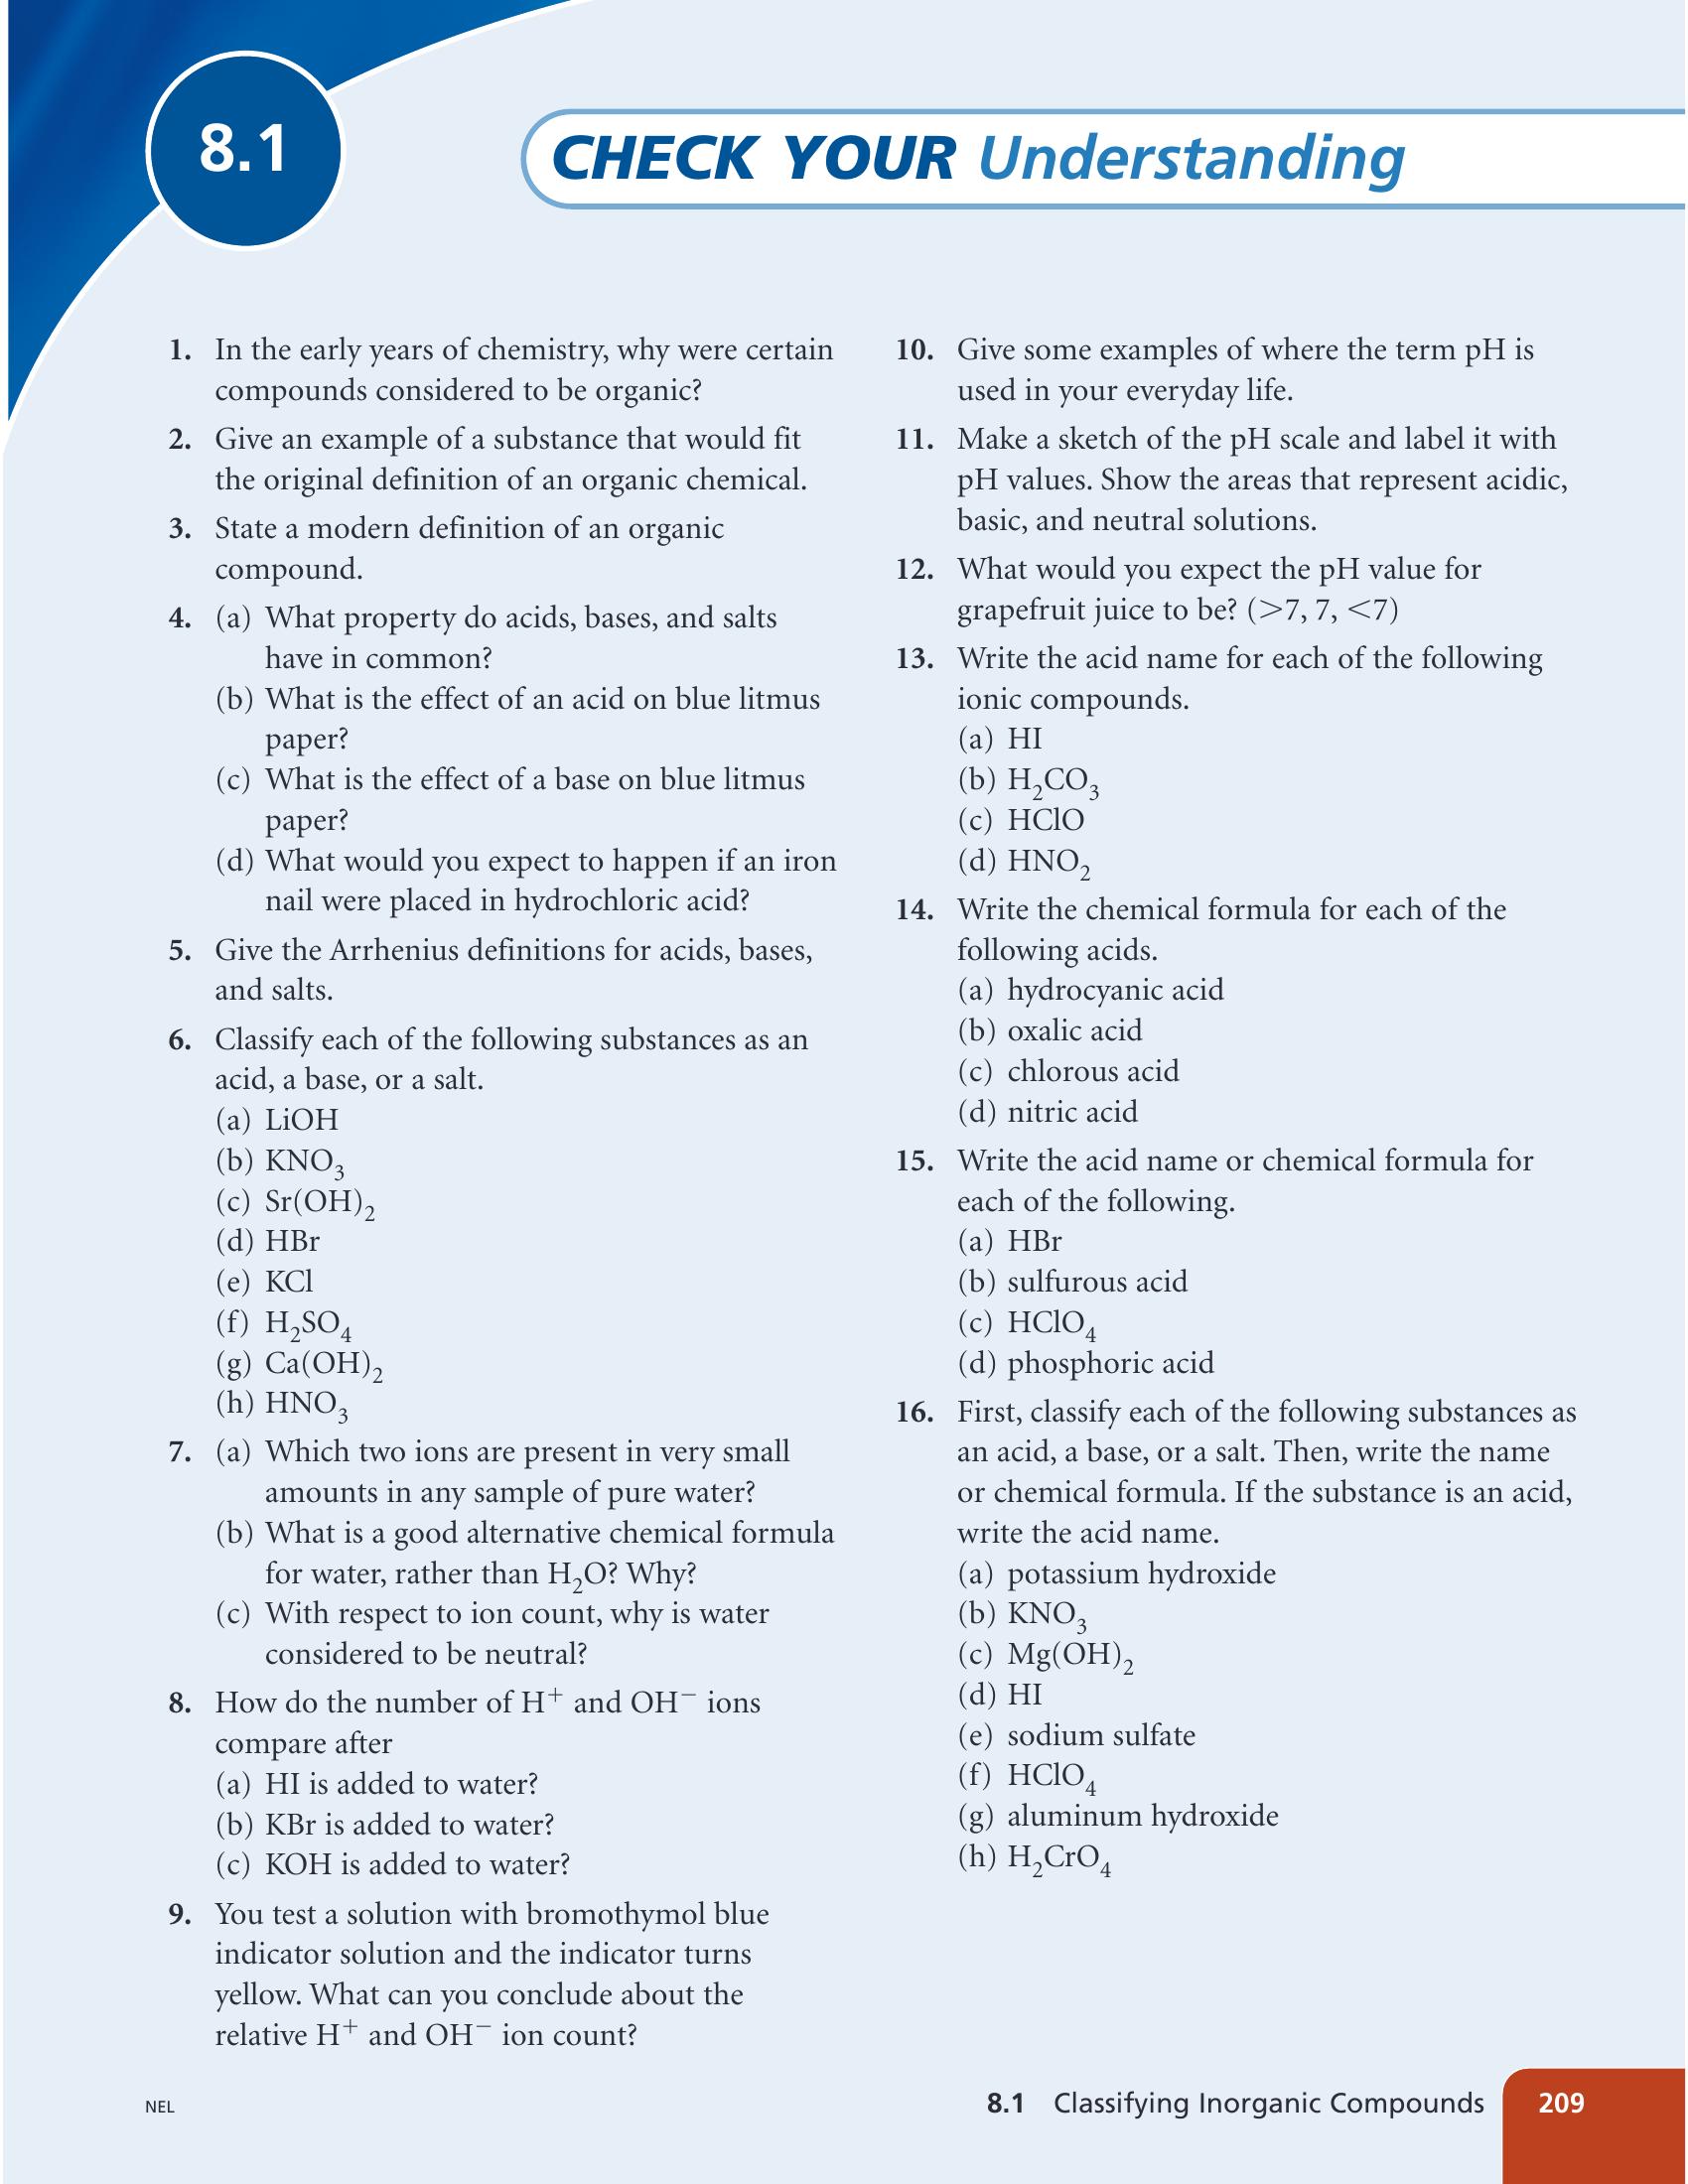 8.1
CHECK YOUR Understanding
1. In the early years of chemistry, why were certain
compounds considered to be organic?
2. Give an example of a substance that would fit
the original definition of an organic chemical.
3. State a modern definition of an organic
compound.
4. (a) What property do acids, bases, and salts
have in common?
(b) What is the effect of an acid on blue litmus
paper?
(c) What is the effect of a base on blue litmus
paper?
(d) What would you expect to happen if an iron
nail were placed in hydrochloric acid?
5. Give the Arrhenius definitions for acids, bases,
and salts.
6. Classify each of the following substances as an
acid, a base, or a salt.
(a) LiOH
(b) KNO₃
(c) Sr(OH)₂
(d) HBr
(e) KCl
(f) H₂SO₄
(g) Ca(OH)₂
(h) HNO₃
7. (a) Which two ions are present in very small
amounts in any sample of pure water?
(b) What is a good alternative chemical formula
for water, rather than H₂O? Why?
(c) With respect to ion count, why is water
considered to be neutral?
8. How do the number of H⁺ and OH⁻ ions
compare after
(a) HI is added to water?
(b) KBr is added to water?
(c) KOH is added to water?
9. You test a solution with bromothymol blue
indicator solution and the indicator turns
yellow. What can you conclude about the
relative H⁺ and OH⁻ ion count?
10. Give some examples of where the term pH is
used in your everyday life.
11. Make a sketch of the pH scale and label it with
pH values. Show the areas that represent acidic,
basic, and neutral solutions.
12. What would you expect the pH value for
grapefruit juice to be? (>7, 7, <7)
13. Write the acid name for each of the following
ionic compounds.
(a) HI
(b) H₂CO₃
(c) HClO
(d) HNO₂
14. Write the chemical formula for each of the
following acids.
(a) hydrocyanic acid
(b) oxalic acid
(c) chlorous acid
(d) nitric acid
15. Write the acid name or chemical formula for
each of the following.
(a) HBr
(b) sulfurous acid
(c) HClO₄
(d) phosphoric acid
16. First, classify each of the following substances as
an acid, a base, or a salt. Then, write the name
or chemical formula. If the substance is an acid,
write the acid name.
(a) potassium hydroxide
(b) KNO₃
(c) Mg(OH)₂
(d) HI
(e) sodium sulfate
(f) HClO₄
(g) aluminum hydroxide
(h) H₂CrO₄
NEL
8.1 Classifying Inorganic Compounds 209